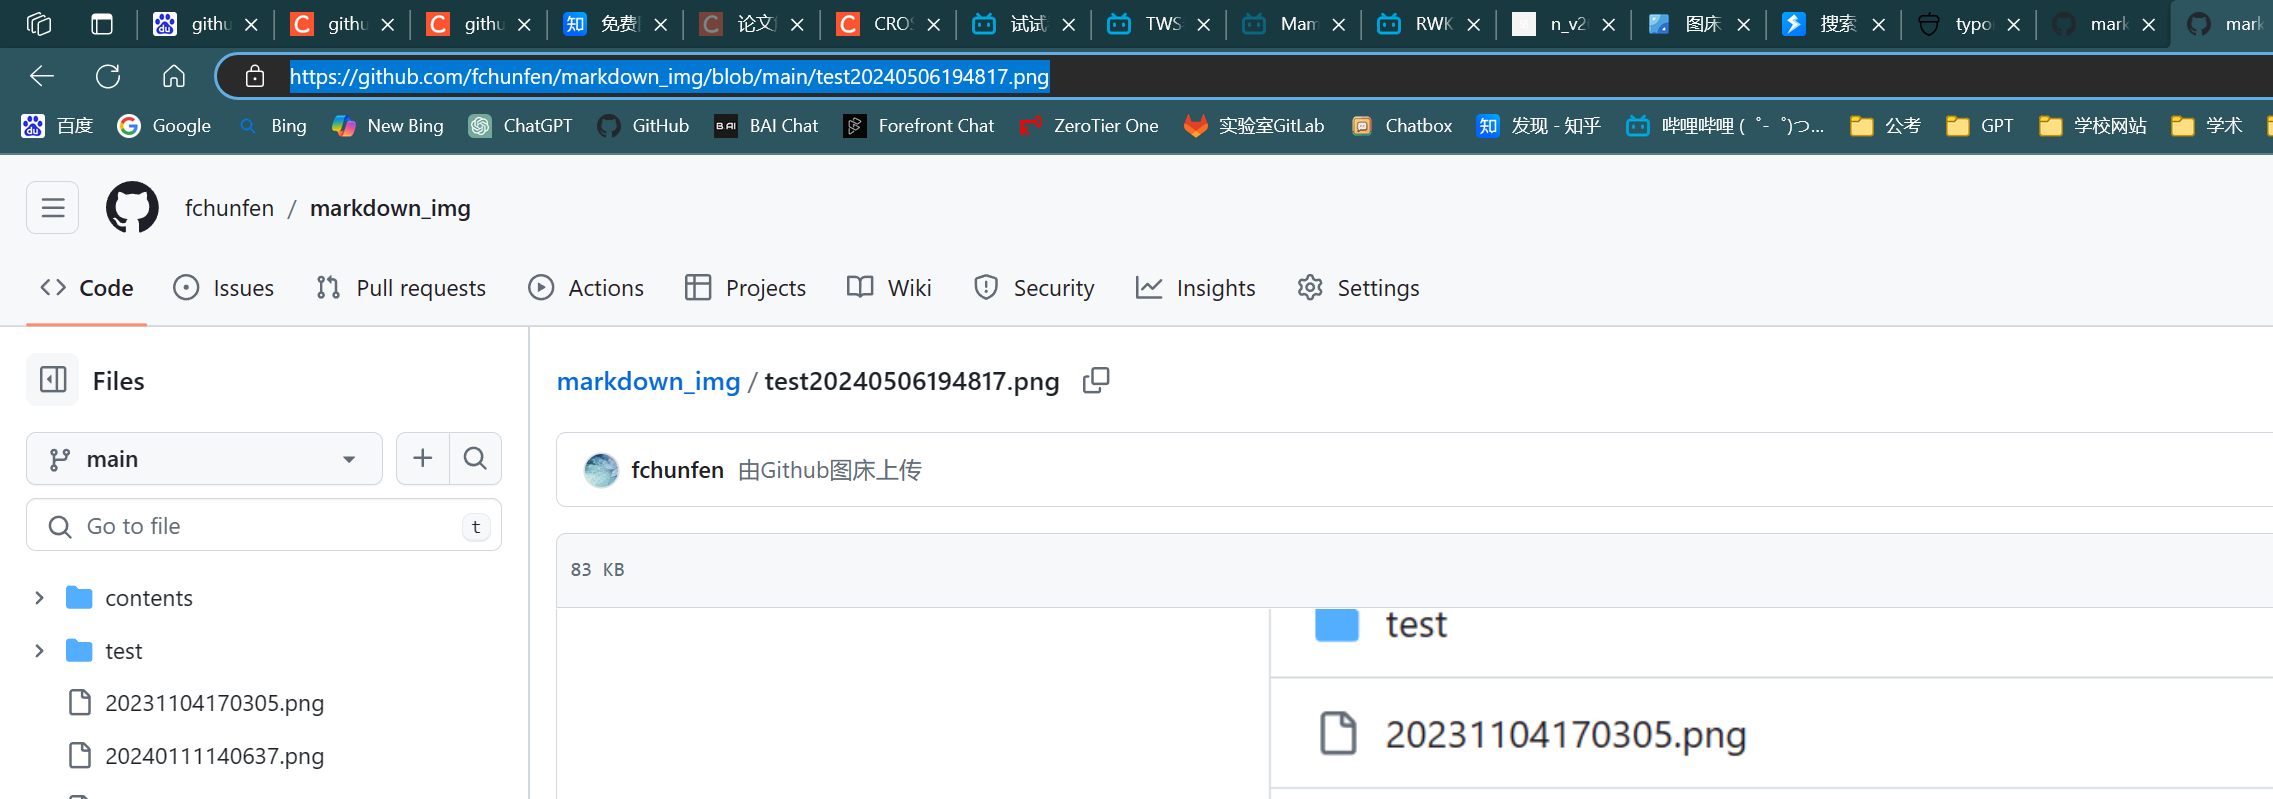 githu
githu
githu
免费
论文
CROS
试试
TWS
Mam
RWK
n_v2
图床
搜索
typo
mark
mark
https://github.com/fchunfen/markdown_img/blob/main/test20240506194817.png
百度 Google Bing New Bing ChatGPT GitHub BAI Chat Forefront Chat ZeroTier One 实验室GitLab Chatbox 发现 - 知乎 哔哩哔哩 ( ゜- ゜)つ... 公考 GPT 学校网站 学术
fchunfen / markdown_img
Code Issues Pull requests Actions Projects Wiki Security Insights Settings
Files
main
Go to file t
contents
test
20231104170305.png
20240111140637.png
markdown_img / test20240506194817.png
fchunfen 由Github图床上传
83 KB
test
20231104170305.png